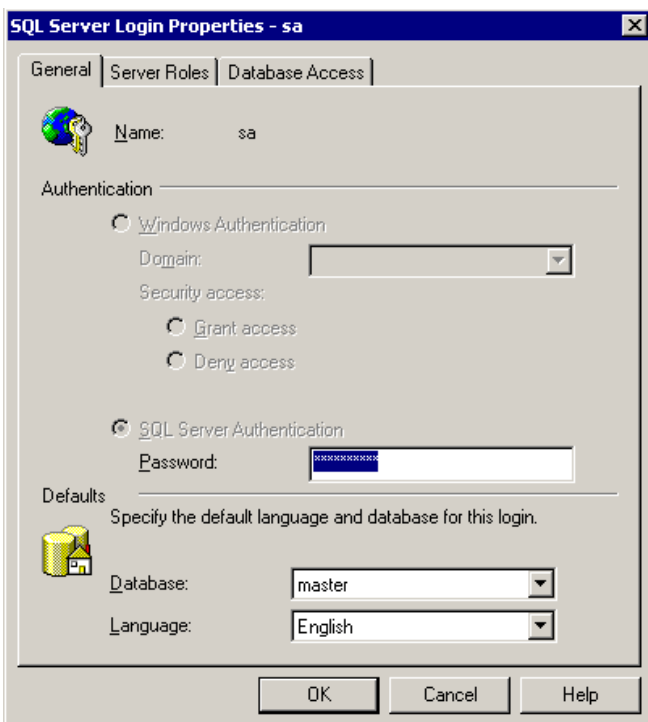 SQL Server Login Properties - sa
General
Server Roles
Database Access
Name: sa
Authentication
Windows Authentication
Domain:
Security access:
Grant access
Deny access
SQL Server Authentication
Password: **********
Defaults
Specify the default language and database for this login.
Database: master
Language: English
OK
Cancel
Help